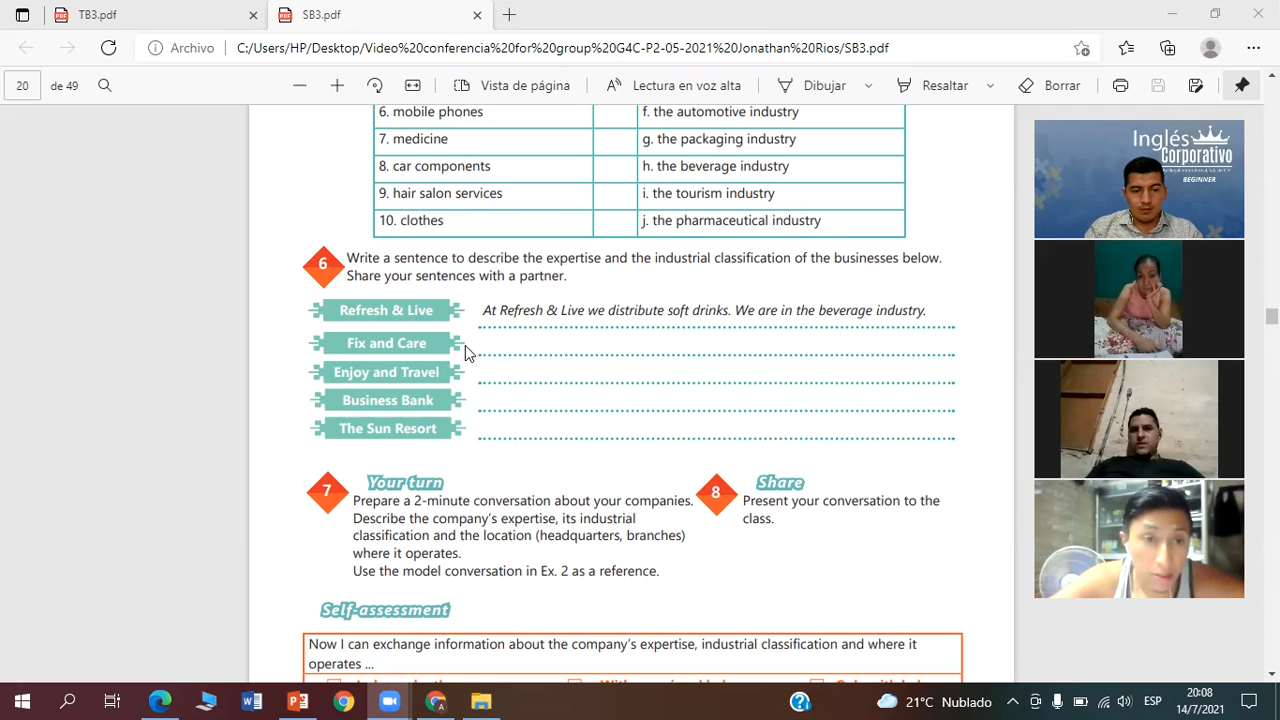 TB3.pdf
SB3.pdf
Archivo
C:/Users/HP/Desktop/Video%20conferencia%20for%20group%20G4C-P2-05-2021%20Jonathan%20Rios/SB3.pdf
20
de 49
Vista de página
Lectura en voz alta
Dibujar
Resaltar
Borrar
6. mobile phones
f. the automotive industry
7. medicine
g. the packaging industry
8. car components
h. the beverage industry
9. hair salon services
i. the tourism industry
10. clothes
j. the pharmaceutical industry
6
Write a sentence to describe the expertise and the industrial classification of the businesses below.
Share your sentences with a partner.
Refresh & Live
At Refresh & Live we distribute soft drinks. We are in the beverage industry.
Fix and Care
Enjoy and Travel
Business Bank
The Sun Resort
7
Your turn
Prepare a 2-minute conversation about your companies.
Describe the company's expertise, its industrial
classification and the location (headquarters, branches)
where it operates.
Use the model conversation in Ex. 2 as a reference.
8
Share
Present your conversation to the
class.
Self-assessment
Now I can exchange information about the company's expertise, industrial classification and where it
operates ...
Inglés
Corporativo
BEGINNER
21°C Nublado
ESP
20:08
14/7/2021